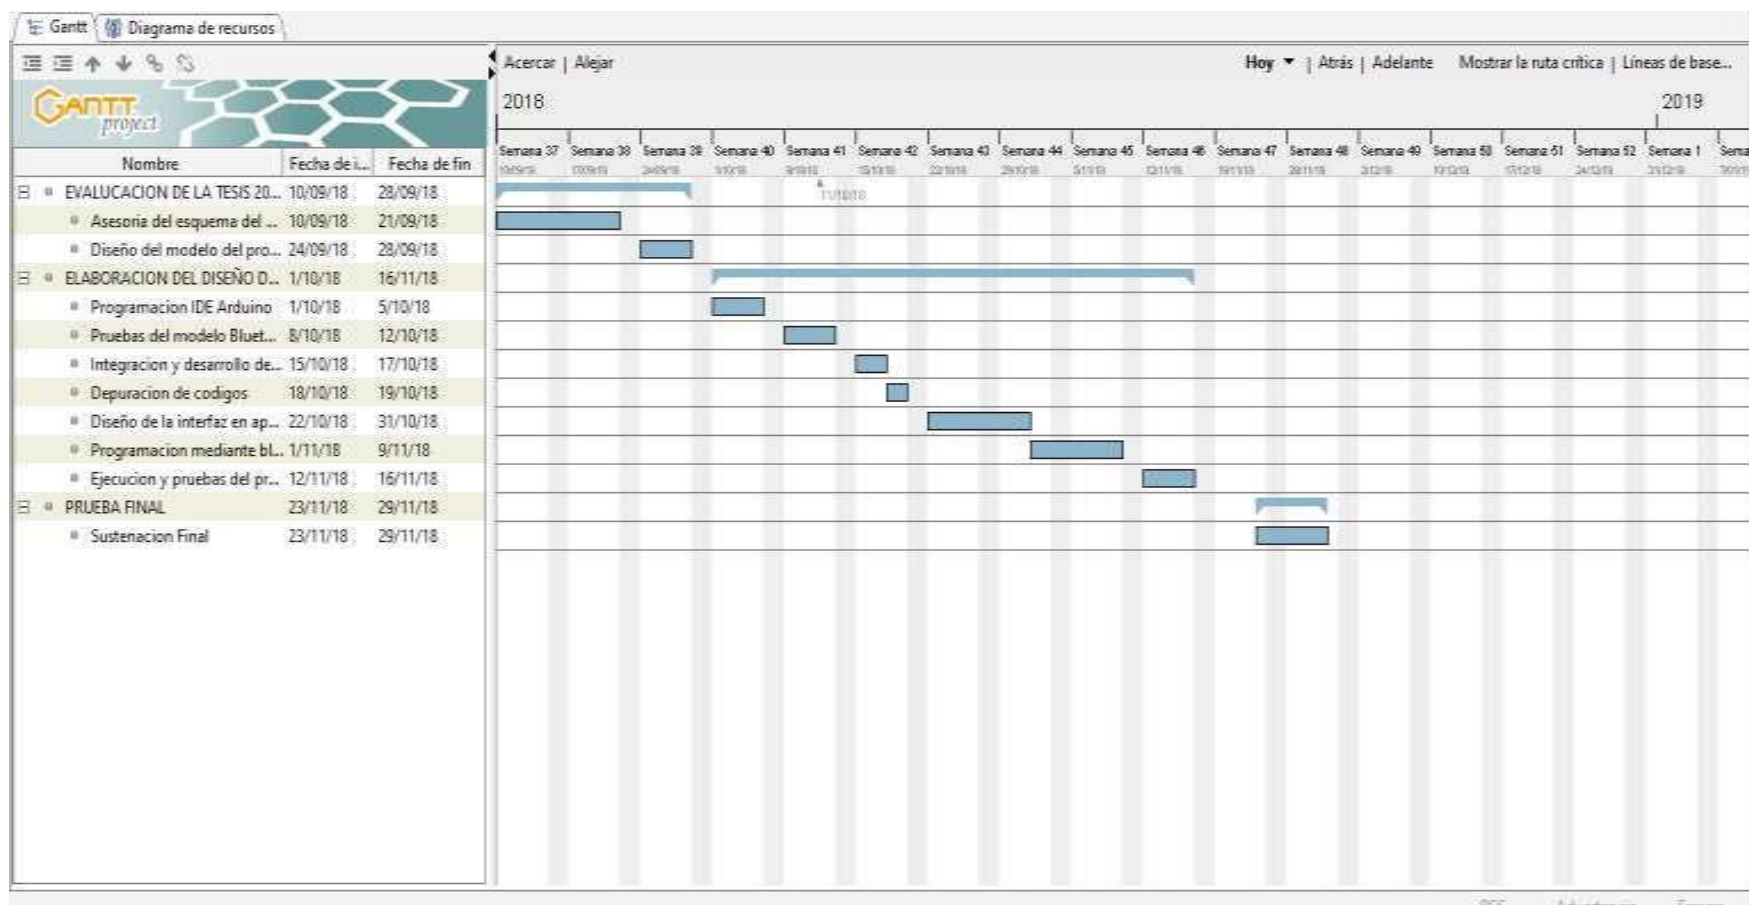 Gantt Diagrama de recursos
Acercar | Alejar Hoy | Atrás | Adelante Mostrar la ruta crítica | Líneas de base...
GANTT project
2018 2019
Nombre Fecha de i... Fecha de fin
Semana 37 Semana 38 Semana 39 Semana 40 Semana 41 Semana 42 Semana 43 Semana 44 Semana 45 Semana 46 Semana 47 Semana 48 Semana 49 Semana 50 Semana 51 Semana 52 Semana 1 Sema
EVALUCACION DE LA TESIS 20... 10/09/18 28/09/18
Asesoria del esquema del ... 10/09/18 21/09/18
Diseño del modelo del pro... 24/09/18 28/09/18
ELABORACION DEL DISEÑO D... 1/10/18 16/11/18
Programacion IDE Arduino 1/10/18 5/10/18
Pruebas del modelo Bluet... 8/10/18 12/10/18
Integracion y desarrollo de... 15/10/18 17/10/18
Depuracion de codigos 18/10/18 19/10/18
Diseño de la interfaz en ap... 22/10/18 31/10/18
Programacion mediante bl... 1/11/18 9/11/18
Ejecucion y pruebas del pr... 12/11/18 16/11/18
PRUEBA FINAL 23/11/18 29/11/18
Sustenacion Final 23/11/18 29/11/18